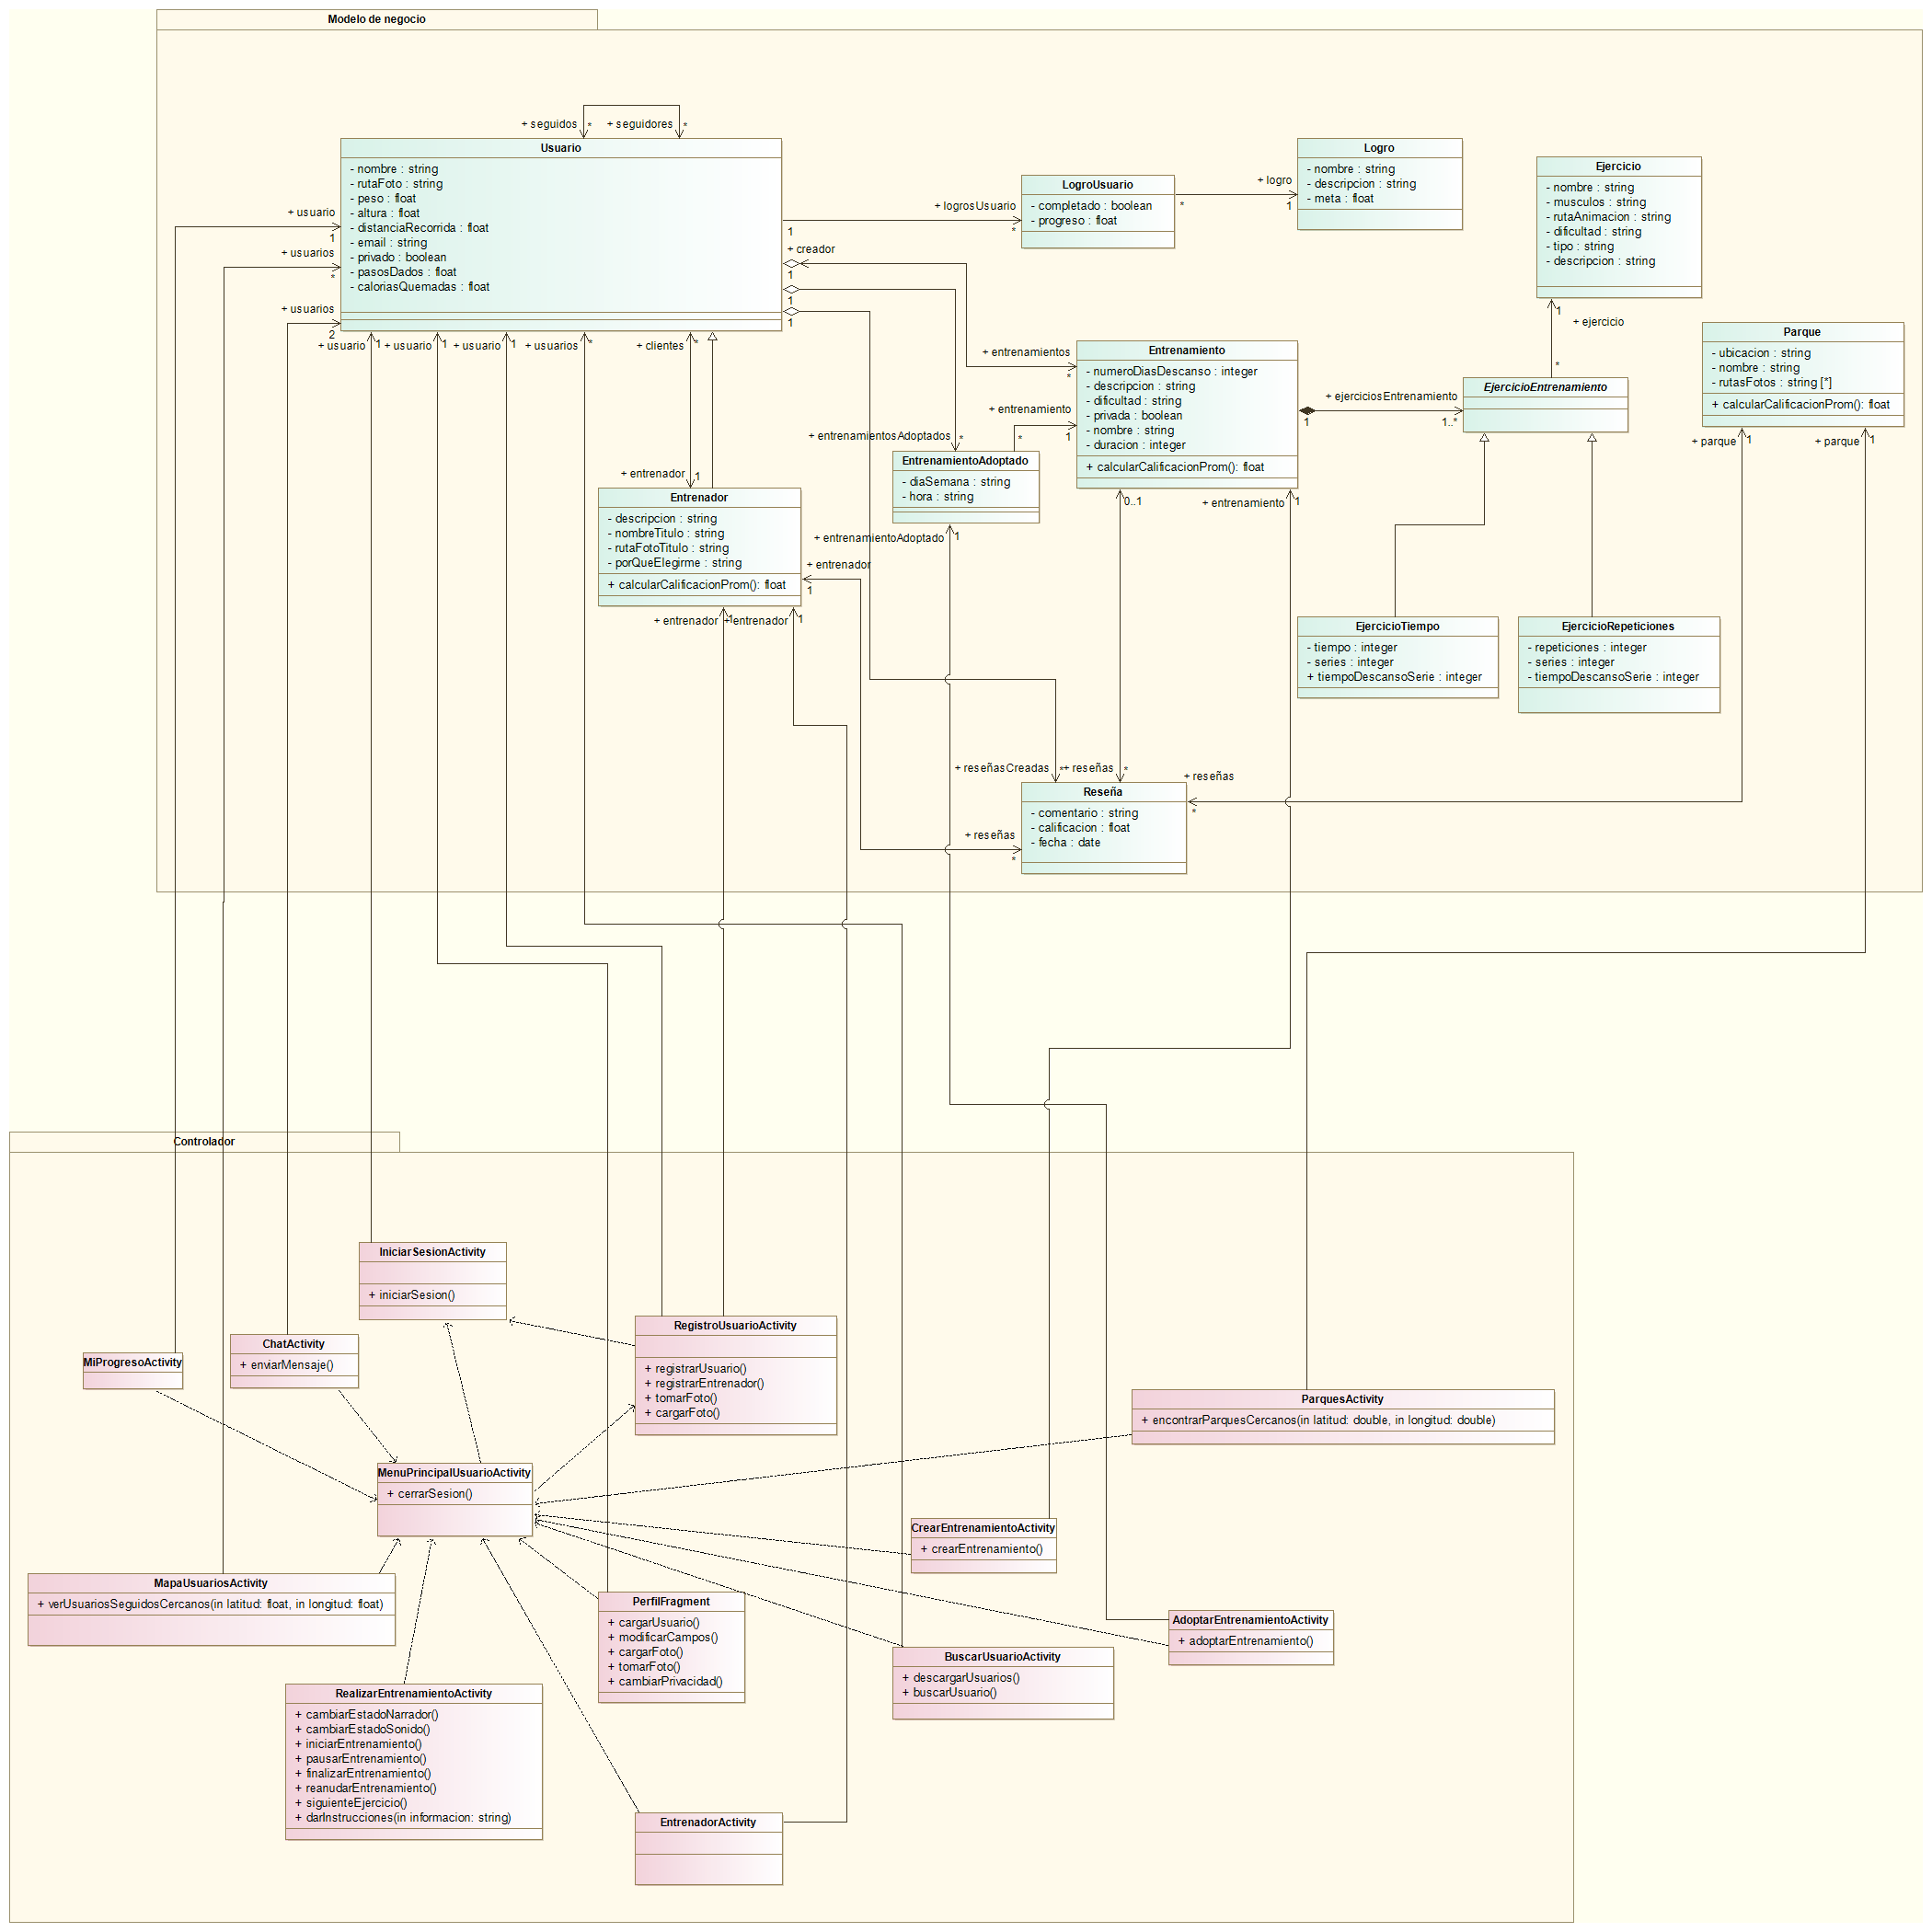 Modelo de negocio
+ seguidos
*
+ seguidores
*
Usuario
- nombre : string
- rutaFoto : string
- peso : float
- altura : float
- distanciaRecorrida : float
- email : string
- privado : boolean
- pasosDados : float
- caloriasQuemadas : float
+ usuario
1
+ usuarios
*
+ usuarios
2
+ usuario
1
+ usuario
1
+ usuario
1
+ usuarios
*
+ clientes
*
+ logrosUsuario
1
*
+ creador
1
1
1
LogroUsuario
- completado : boolean
- progreso : float
+ logro
*
1
Logro
- nombre : string
- descripcion : string
- meta : float
Ejercicio
- nombre : string
- musculos : string
- rutaAnimacion : string
- dificultad : string
- tipo : string
- descripcion : string
1
+ ejercicio
*
Parque
- ubicacion : string
- nombre : string
- rutasFotos : string [*]
+ calcularCalificacionProm(): float
+ parque
1
+ parque
1
+ entrenamientos
*
Entrenamiento
- numeroDiasDescanso : integer
- descripcion : string
- dificultad : string
- privada : boolean
- nombre : string
- duracion : integer
+ calcularCalificacionProm(): float
+ ejerciciosEntrenamiento
1
1..*
EjercicioEntrenamiento
+ entrenamiento
*
1
+ entrenamientosAdoptados
*
EntrenamientoAdoptado
- diaSemana : string
- hora : string
+ entrenamientoAdoptado
1
0..1
+ entrenamiento
1
+ entrenador
1
Entrenador
- descripcion : string
- nombreTitulo : string
- rutaFotoTitulo : string
- porQueElegirme : string
+ calcularCalificacionProm(): float
+ entrenador
1
+ entrenador
1
+ entrenador
1
EjercicioTiempo
- tiempo : integer
- series : integer
+ tiempoDescansoSerie : integer
EjercicioRepeticiones
- repeticiones : integer
- series : integer
- tiempoDescansoSerie : integer
+ reseñasCreadas
*
+ reseñas
*
+ reseñas
*
+ reseñas
*
Reseña
- comentario : string
- calificacion : float
- fecha : date
Controlador
IniciarSesionActivity
+ iniciarSesion()
RegistroUsuarioActivity
+ registrarUsuario()
+ registrarEntrenador()
+ tomarFoto()
+ cargarFoto()
ChatActivity
+ enviarMensaje()
MiProgresoActivity
ParquesActivity
+ encontrarParquesCercanos(in latitud: double, in longitud: double)
MenuPrincipalUsuarioActivity
+ cerrarSesion()
CrearEntrenamientoActivity
+ crearEntrenamiento()
MapaUsuariosActivity
+ verUsuariosSeguidosCercanos(in latitud: float, in longitud: float)
PerfilFragment
+ cargarUsuario()
+ modificarCampos()
+ cargarFoto()
+ tomarFoto()
+ cambiarPrivacidad()
AdoptarEntrenamientoActivity
+ adoptarEntrenamiento()
BuscarUsuarioActivity
+ descargarUsuarios()
+ buscarUsuario()
RealizarEntrenamientoActivity
+ cambiarEstadoNarrador()
+ cambiarEstadoSonido()
+ iniciarEntrenamiento()
+ pausarEntrenamiento()
+ finalizarEntrenamiento()
+ reanudarEntrenamiento()
+ siguienteEjercicio()
+ darInstrucciones(in informacion: string)
EntrenadorActivity